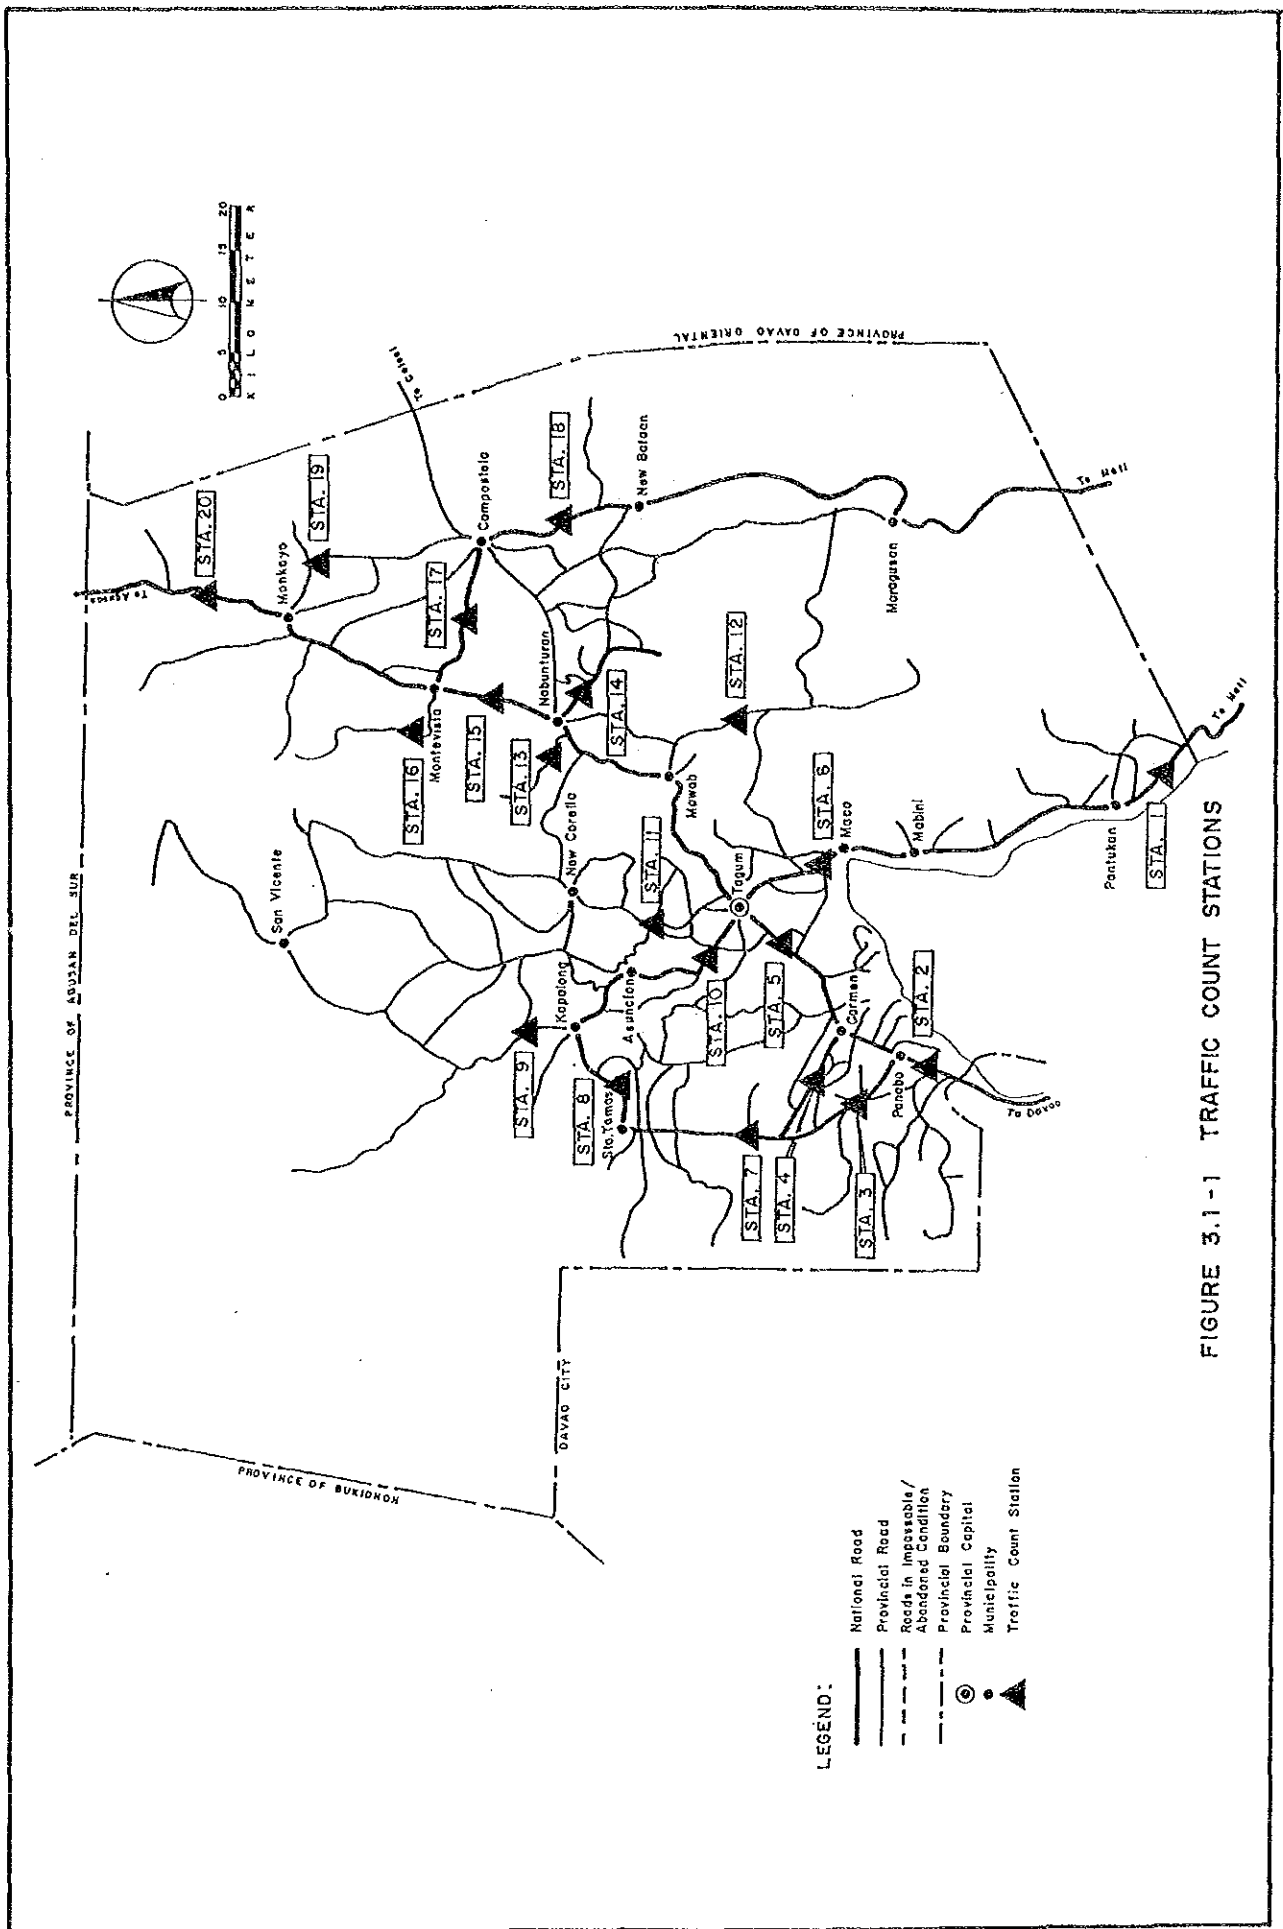 PROVINCE OF AGUSAN DEL SUR
0 5 10 15 20
KILOMETER
To Agusan
STA. 20
Monkayo
STA. 19
San Vicente
To Cateel
STA. 16
Montevista
STA. 17
Compostela
STA. 15
STA. 13
Nabunturan
STA. 18
STA. 9
Kapalong
New Corella
STA. 14
New Bataan
STA. 8
Sto. Tomas
Asuncion
STA. 11
Mawab
STA. 12
PROVINCE OF DAVAO ORIENTAL
PROVINCE OF BUKIDNON
DAVAO CITY
STA. 10
Tagum
STA. 7
STA. 5
STA. 4
Carmen
STA. 6
Maco
Maragusan
STA. 3
Panabo
STA. 2
Mabini
To Davao
To Mati
Pantukan
STA. 1
To Mati
LEGEND:
National Road
Provincial Road
Roads in Impassable/
Abandoned Condition
Provincial Boundary
Provincial Capital
Municipality
Traffic Count Station
FIGURE 3.1-1 TRAFFIC COUNT STATIONS